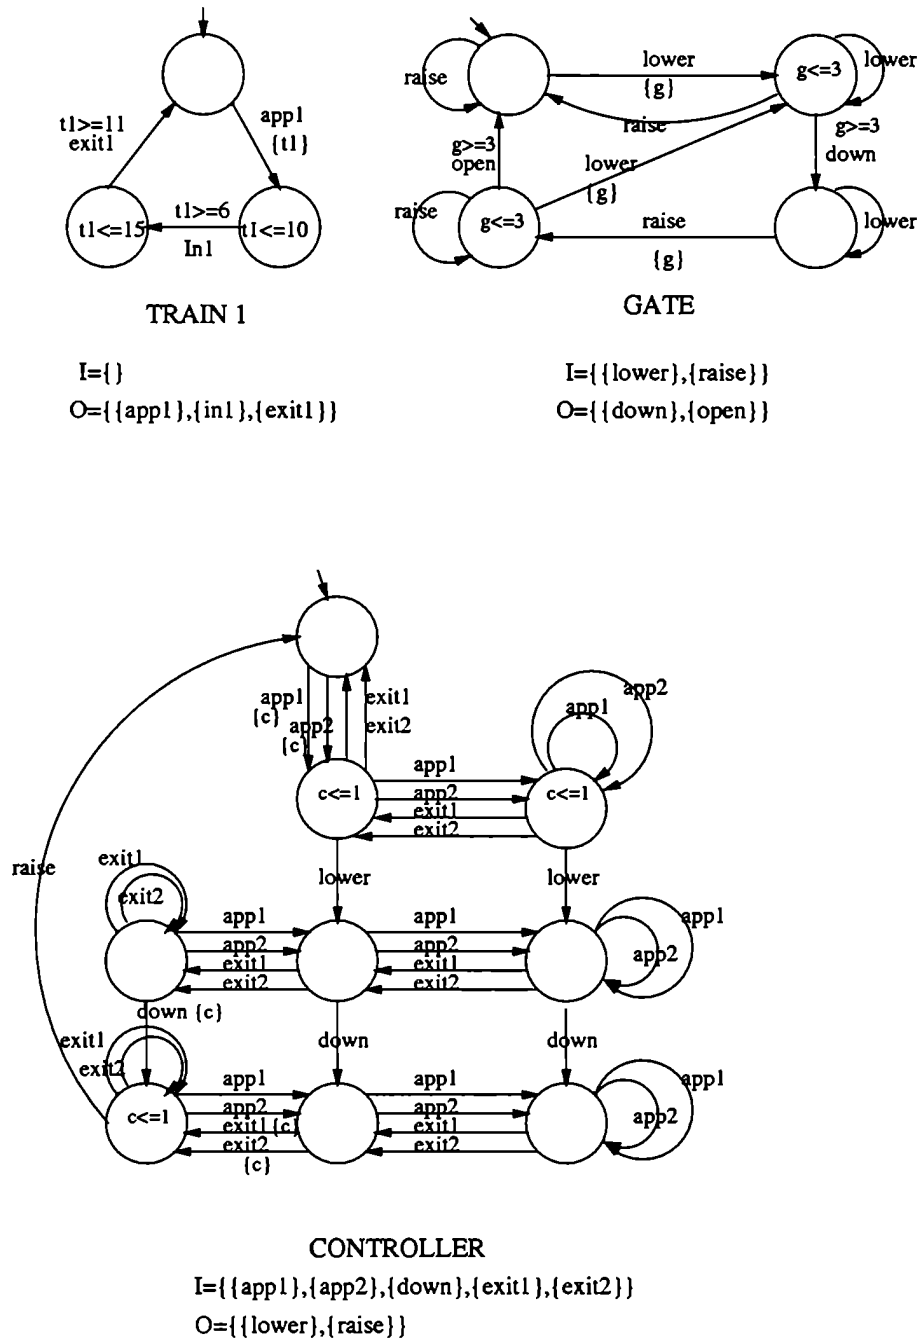 app1
{t1}
t1>=11
exit1
t1<=15
t1>=6
In1
t1<=10
TRAIN 1
I={}
O={{app1},{in1},{exit1}}
raise
lower
{g}
g<=3
lower
raise
g>=3
down
g>=3
open
lower
{g}
raise
g<=3
raise
{g}
lower
GATE
I={{lower},{raise}}
O={{down},{open}}
app1
{c}
app2
{c}
exit1
exit2
app2
app1
c<=1
app1
app2
exit1
exit2
c<=1
raise
lower
lower
exit1
exit2
app1
app2
exit1
exit2
app1
app2
exit1
exit2
app1
app2
down {c}
down
down
exit1
exit2
c<=1
app1
app2
exit1 {c}
exit2
{c}
app1
app2
exit1
exit2
app1
app2
CONTROLLER
I={{app1},{app2},{down},{exit1},{exit2}}
O={{lower},{raise}}